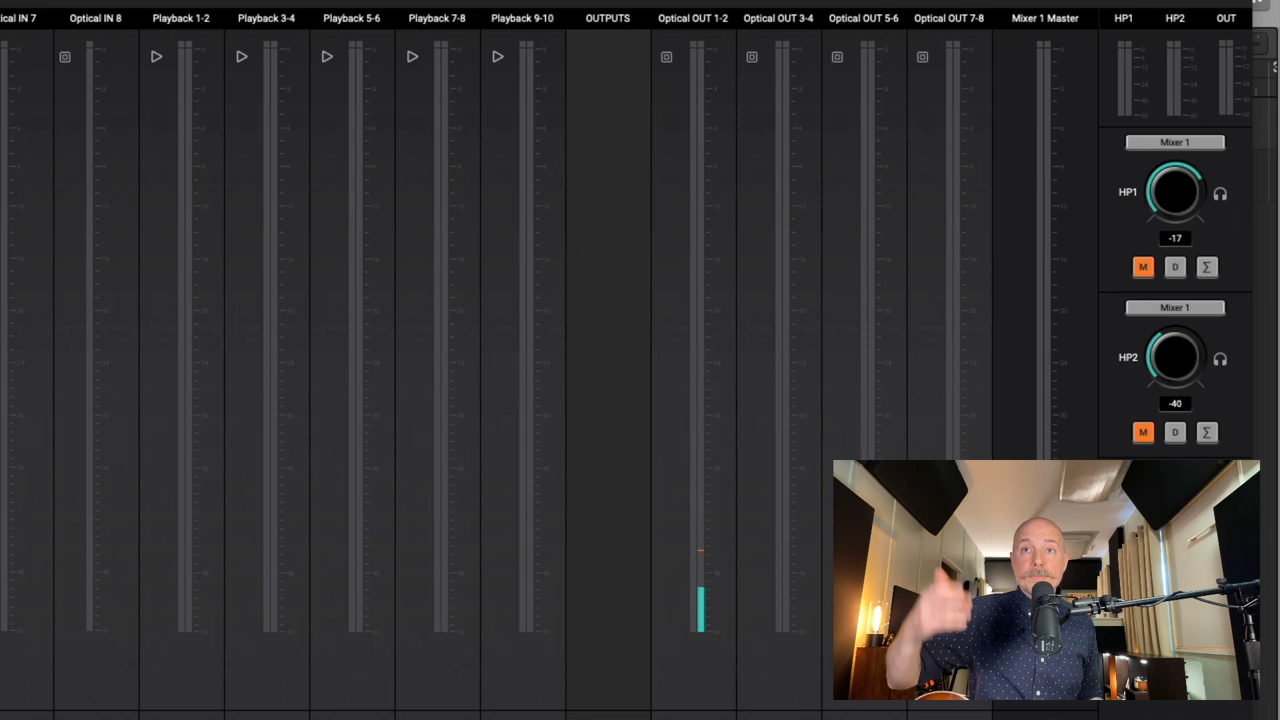 ical IN 7 Optical IN 8 Playback 1-2 Playback 3-4 Playback 5-6 Playback 7-8 Playback 9-10 OUTPUTS Optical OUT 1-2 Optical OUT 3-4 Optical OUT 5-6 Optical OUT 7-8 Mixer 1 Master HP1 HP2 OUT
Mixer 1
HP1
-17
M D Σ
Mixer 1
HP2
-40
M D Σ